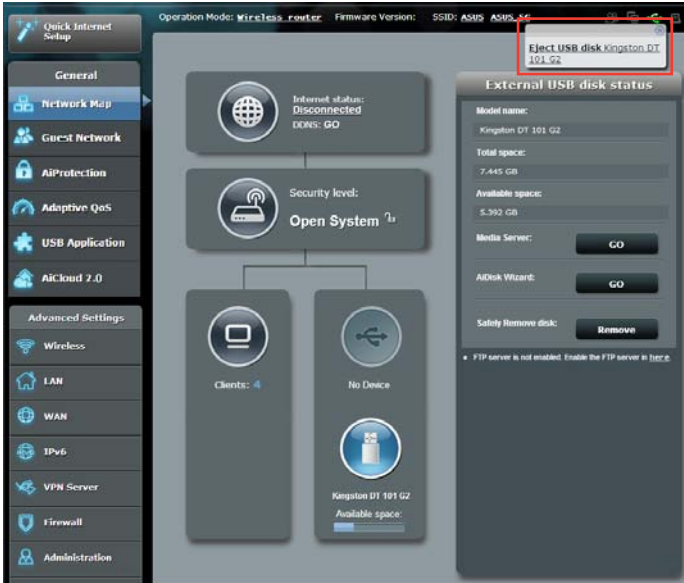 Quick Internet
Setup
Operation Mode: Wireless router Firmware Version: SSID: ASUS ASUS_5G
Eject USB disk Kingston DT
101 G2
General
Network Map
Guest Network
AiProtection
Adaptive QoS
USB Application
AiCloud 2.0
Advanced Settings
Wireless
LAN
WAN
IPv6
VPN Server
Firewall
Administration
Internet status:
Disconnected
DDNS: GO
Security level:
Open System
Clients: 4
No Device
Kingston DT 101 G2
Available space:
External USB disk status
Model name:
Kingston DT 101 G2
Total space:
7.445 GB
Available space:
5.392 GB
Media Server: GO
AiDisk Wizard: GO
Safely Remove disk: Remove
• FTP server is not enabled. Enable the FTP server in here.